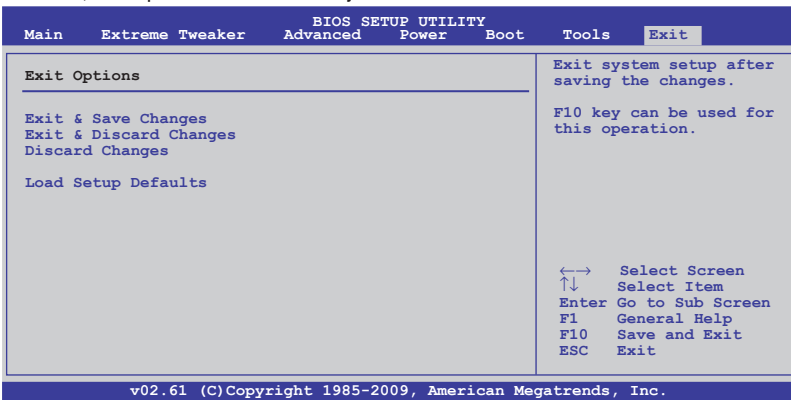 BIOS SETUP UTILITY
Main Extreme Tweaker Advanced Power Boot Tools Exit
Exit Options
Exit & Save Changes
Exit & Discard Changes
Discard Changes
Load Setup Defaults
Exit system setup after
saving the changes.
F10 key can be used for
this operation.
←→ Select Screen
↑↓ Select Item
Enter Go to Sub Screen
F1 General Help
F10 Save and Exit
ESC Exit
v02.61 (C)Copyright 1985-2009, American Megatrends, Inc.